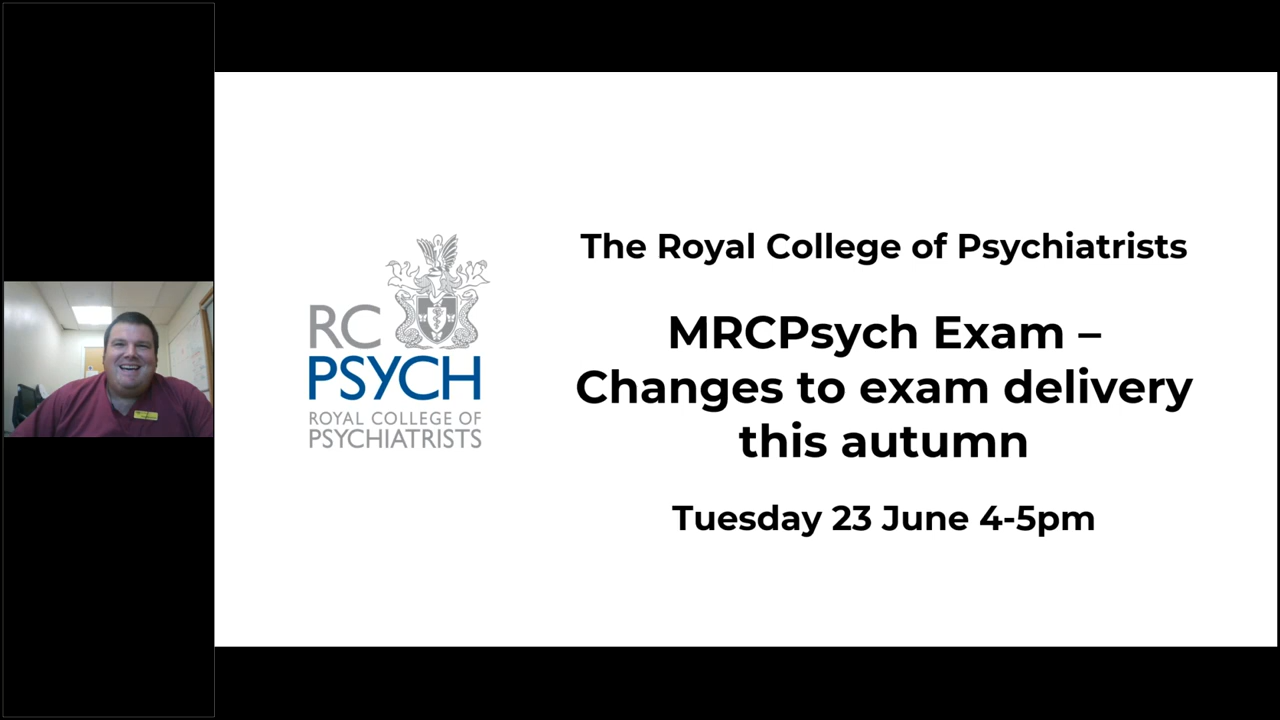 The Royal College of Psychiatrists
MRCPsych Exam –
Changes to exam delivery
this autumn
Tuesday 23 June 4-5pm
RC
PSYCH
ROYAL COLLEGE OF
PSYCHIATRISTS